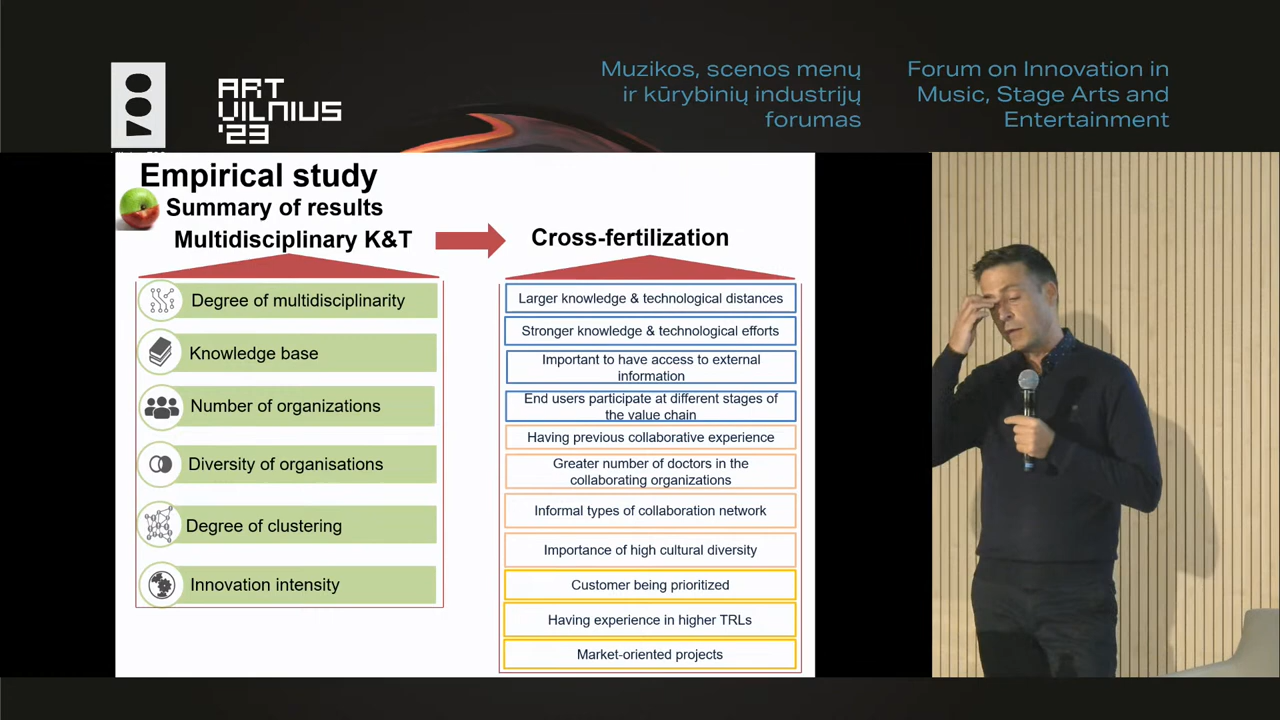 ART
VILNIUS
'23
Muzikos, scenos menų
ir kūrybinių industrijų
forumas
Forum on Innovation in
Music, Stage Arts and
Entertainment
Empirical study
Summary of results
Multidisciplinary K&T
Degree of multidisciplinarity
Knowledge base
Number of organizations
Diversity of organisations
Degree of clustering
Innovation intensity
Cross-fertilization
Larger knowledge & technological distances
Stronger knowledge & technological efforts
Important to have access to external
information
End users participate at different stages of
the value chain
Having previous collaborative experience
Greater number of doctors in the
collaborating organizations
Informal types of collaboration network
Importance of high cultural diversity
Customer being prioritized
Having experience in higher TRLs
Market-oriented projects